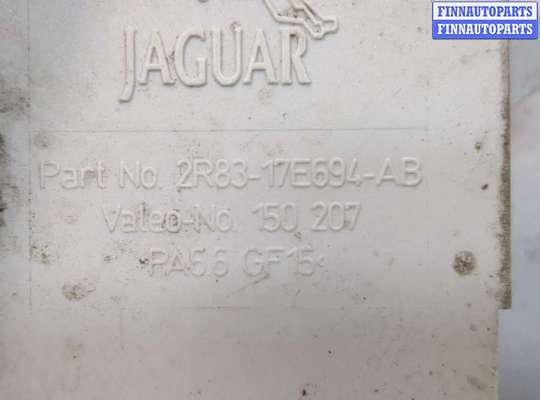 FINNAUTOPARTS
FINNAUTOPARTS
JAGUAR
Part No. 2R83-17E694-AB
Valeo-No. 150 207
PA6.6 GF15<